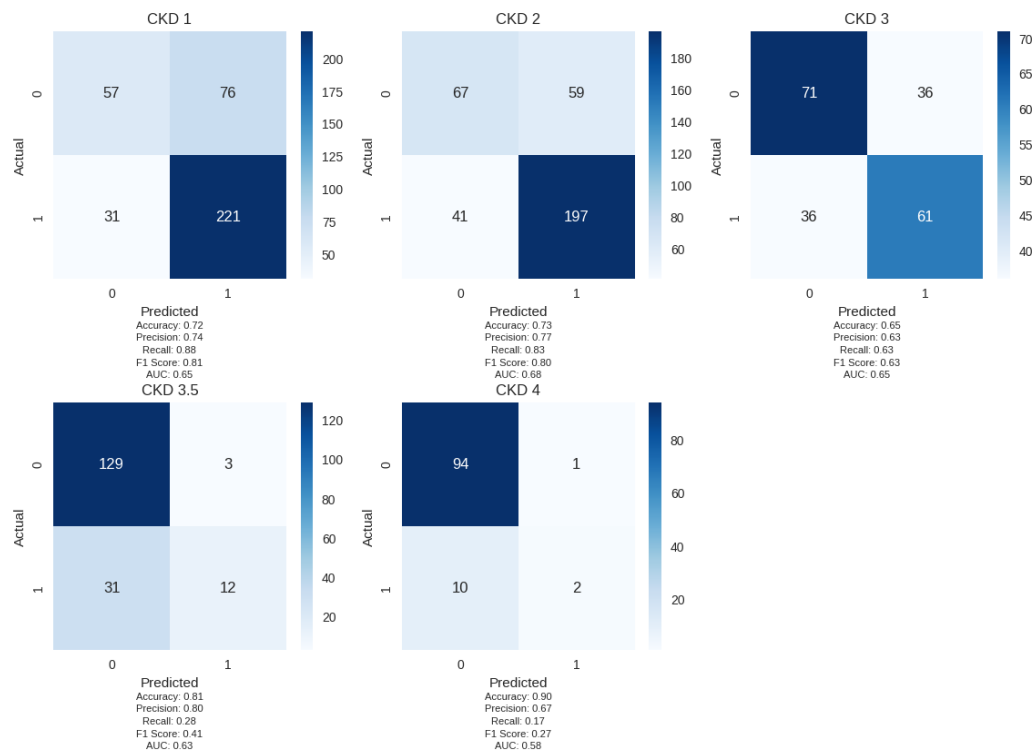 CKD 1
0
57
76
Actual
1
31
221
0
1
Predicted
Accuracy: 0.72
Precision: 0.74
Recall: 0.88
F1 Score: 0.81
AUC: 0.65
200
175
150
125
100
75
50
CKD 2
0
67
59
Actual
1
41
197
0
1
Predicted
Accuracy: 0.73
Precision: 0.77
Recall: 0.83
F1 Score: 0.80
AUC: 0.68
180
160
140
120
100
80
60
CKD 3
0
71
36
Actual
1
36
61
0
1
Predicted
Accuracy: 0.65
Precision: 0.63
Recall: 0.63
F1 Score: 0.63
AUC: 0.65
70
65
60
55
50
45
40
CKD 3.5
0
129
3
Actual
1
31
12
0
1
Predicted
Accuracy: 0.81
Precision: 0.80
Recall: 0.28
F1 Score: 0.41
AUC: 0.63
120
100
80
60
40
20
CKD 4
0
94
1
Actual
1
10
2
0
1
Predicted
Accuracy: 0.90
Precision: 0.67
Recall: 0.17
F1 Score: 0.27
AUC: 0.58
80
60
40
20